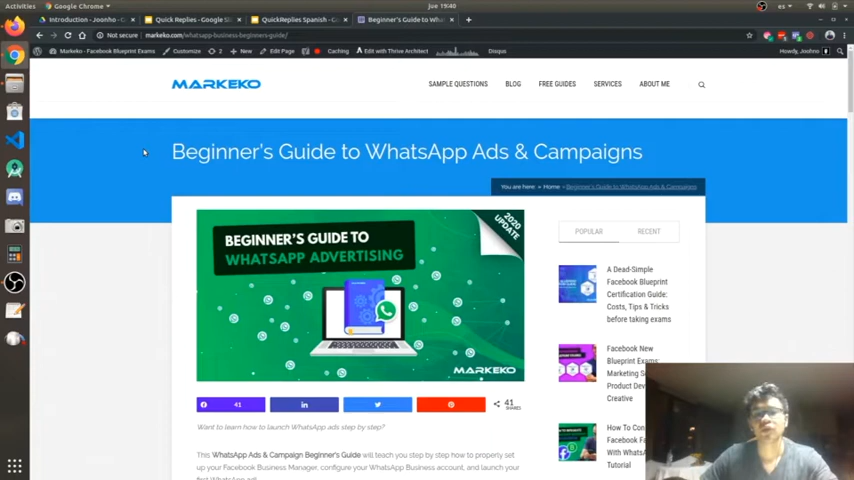 Activities
Google Chrome
jue 19:40
es
Introduction - Joonho - G
Quick Replies - Google Sli
QuickReplies Spanish - G
Beginner's Guide to What
Not secure | markeko.com/whatsapp-business-beginners-guide/
Markeko - Facebook Blueprint Exams
Customize
2
New
Edit Page
Caching
Edit with Thrive Architect
Disqus
Howdy, Joohno
MARKEKO
SAMPLE QUESTIONS
BLOG
FREE GUIDES
SERVICES
ABOUT ME
Beginner's Guide to WhatsApp Ads & Campaigns
You are here: » Home » Beginner's Guide to WhatsApp Ads & Campaigns
BEGINNER'S GUIDE TO
WHATSAPP ADVERTISING
2020
UPDATE
MARKEKO
POPULAR
RECENT
A Dead-Simple
Facebook Blueprint
Certification Guide:
Costs, Tips & Tricks
before taking exams
Facebook New
Blueprint Exams:
Marketing S
Product Dev
Creative
How To Con
Facebook Fa
With WhatsA
Tutorial
41
41
SHARES
Want to learn how to launch WhatsApp ads step by step?
This WhatsApp Ads & Campaign Beginner's Guide will teach you step by step how to properly set
up your Facebook Business Manager, configure your WhatsApp Business account, and launch your